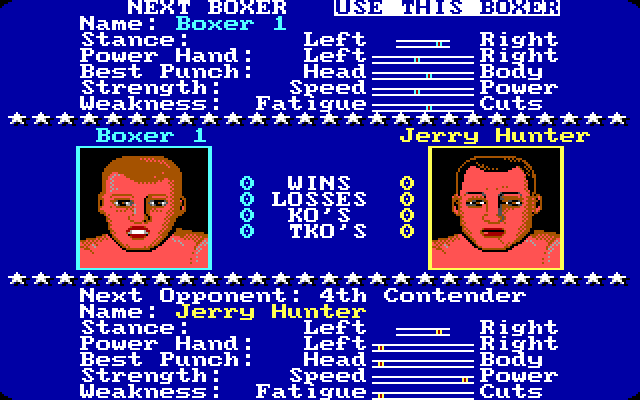 NEXT BOXER USE THIS BOXER
Name: Boxer 1
Stance: Left Right
Power Hand: Left Right
Best Punch: Head Body
Strength: Speed Power
Weakness: Fatigue Cuts
Boxer 1 Jerry Hunter
0 WINS 0
0 LOSSES 0
0 KO'S 0
0 TKO'S 0
Next Opponent: 4th Contender
Name: Jerry Hunter
Stance: Left Right
Power Hand: Left Right
Best Punch: Head Body
Strength: Speed Power
Weakness: Fatigue Cuts